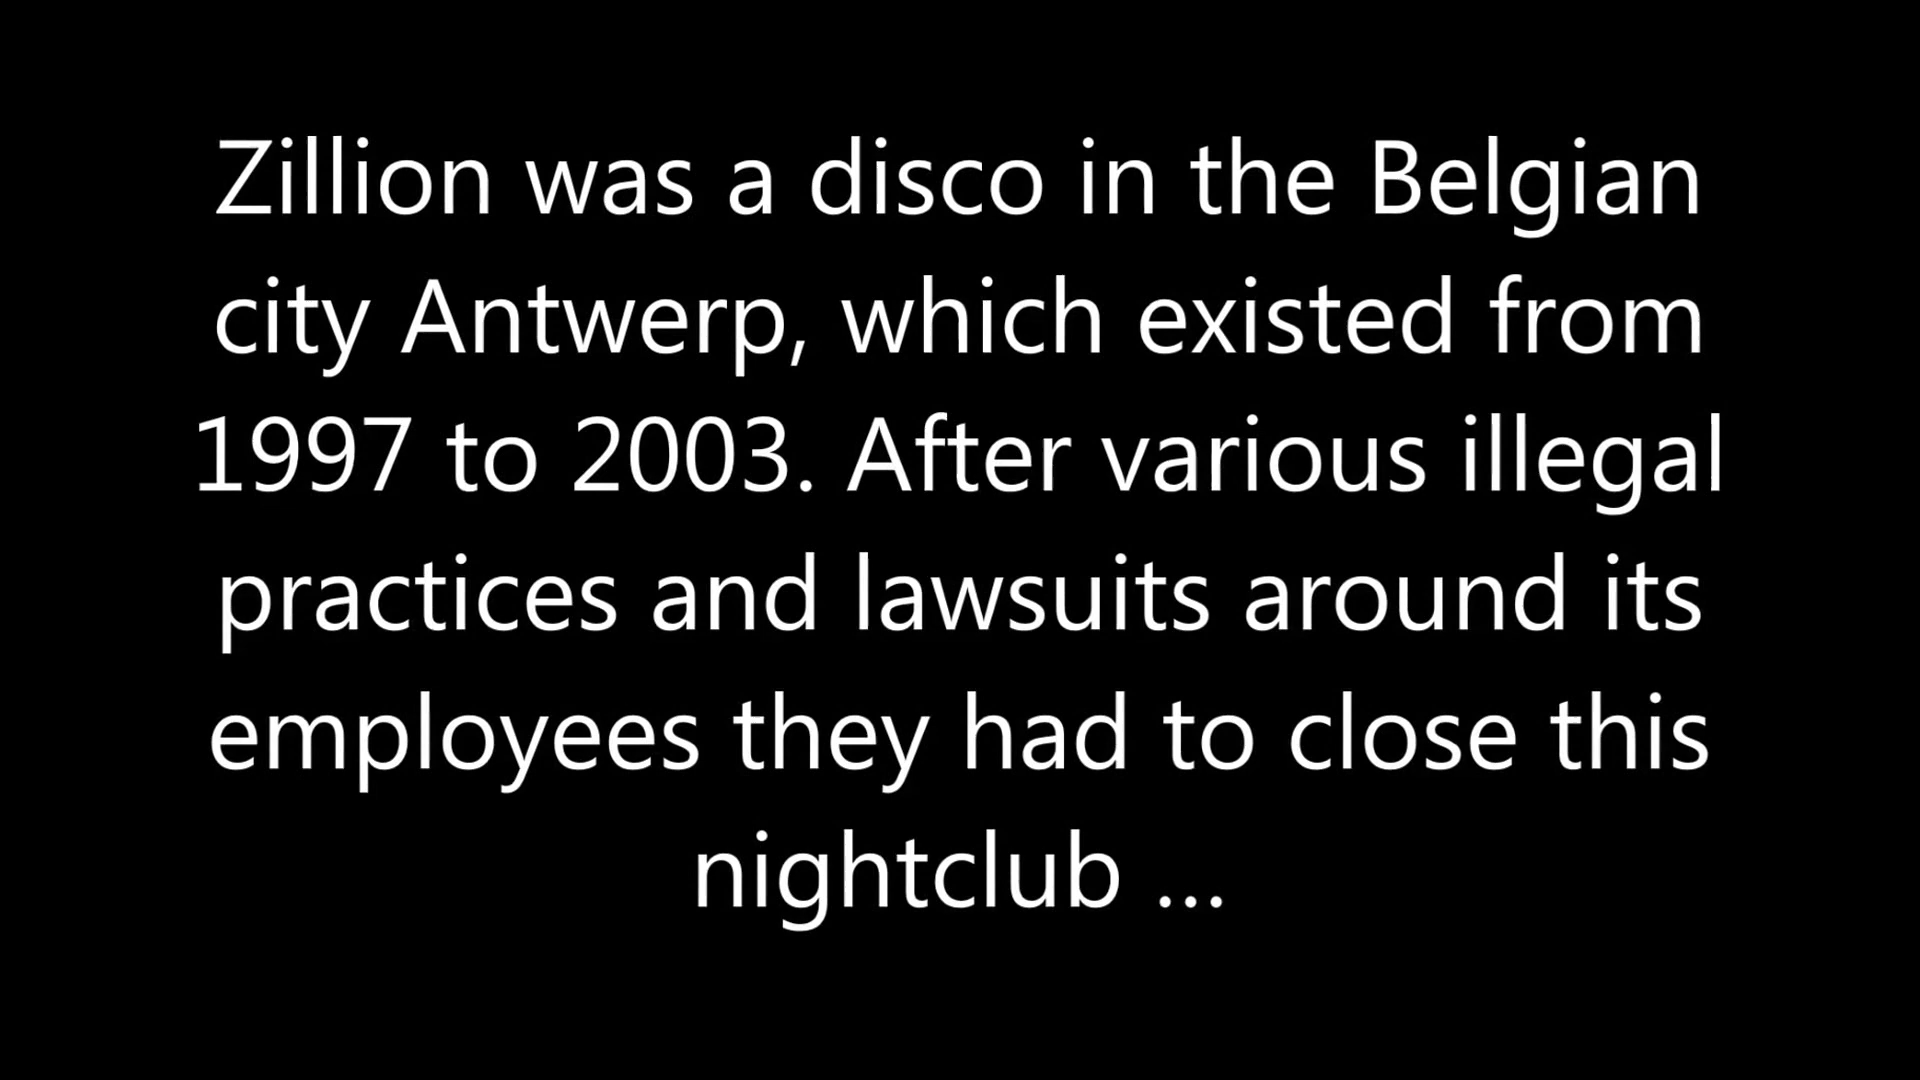 Zillion was a disco in the Belgian
city Antwerp, which existed from
1997 to 2003. After various illegal
practices and lawsuits around its
employees they had to close this
nightclub ...